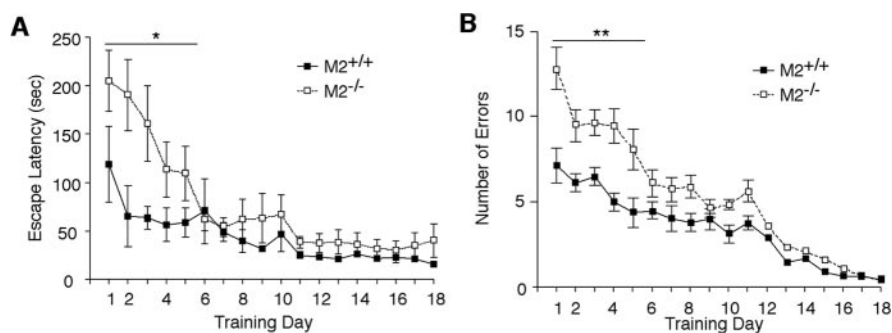 A
B
*
**
250
200
150
100
50
0
Escape Latency (sec)
M2+/+
M2-/-
1 2 4 6 8 10 12 14 16 18
Training Day
15
10
5
0
Number of Errors
M2+/+
M2-/-
1 2 4 6 8 10 12 14 16 18
Training Day